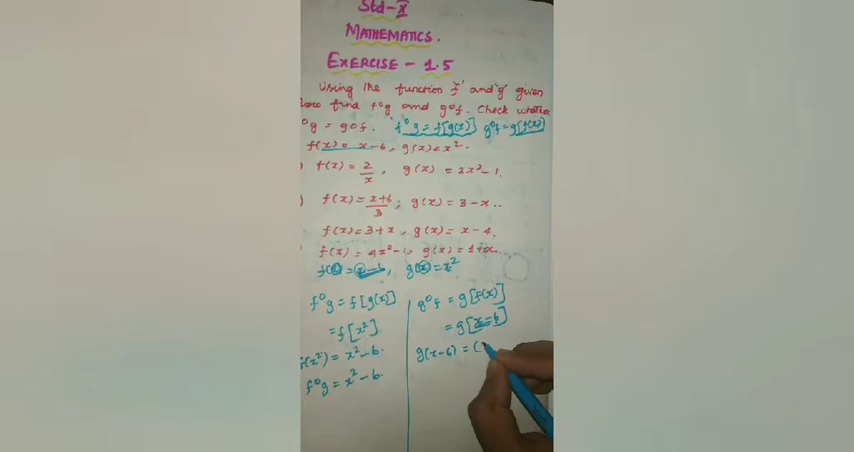 Std-X
MATHEMATICS.
EXERCISE - 1.5
Using the function 'f' and 'g' given
find f°g and g°f. Check whether
°g = g°f. f°g = f[g(x)] g°f = g[f(x)]
f(x) = x-6, g(x) = x².
f(x) = 2/x, g(x) = 2x²-1.
f(x) = x+6/3; g(x) = 3-x..
f(x) = 3+x, g(x) = x-4.
f(x) = 4x²-1, g(x) = 1+x..
f(x) = x-6, g(x) = x²
f°g = f[g(x)]
= f[x²]
f(x²) = x²-6.
f°g = x²-6.
g°f = g[f(x)]
= g[x-6]
g(x-6) = (